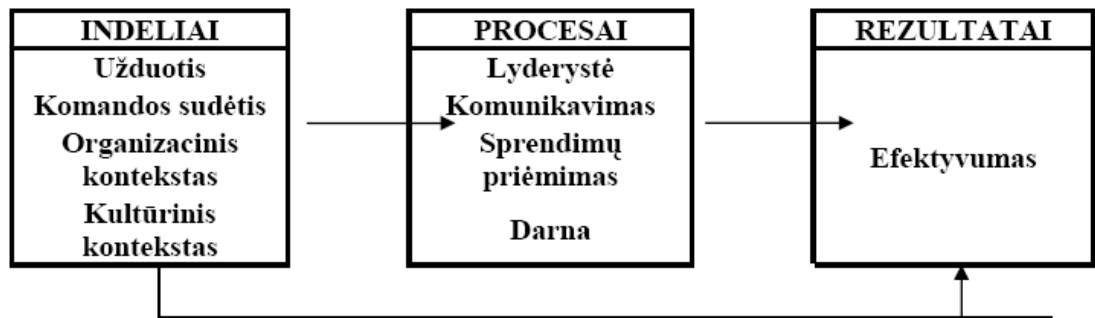 INDELIAI
Užduotis
Komandos sudėtis
Organizacinis
kontekstas
Kultūrinis
kontekstas
PROCESAI
Lyderystė
Komunikavimas
Sprendimų
priėmimas
Darna
REZULTATAI
Efektyvumas